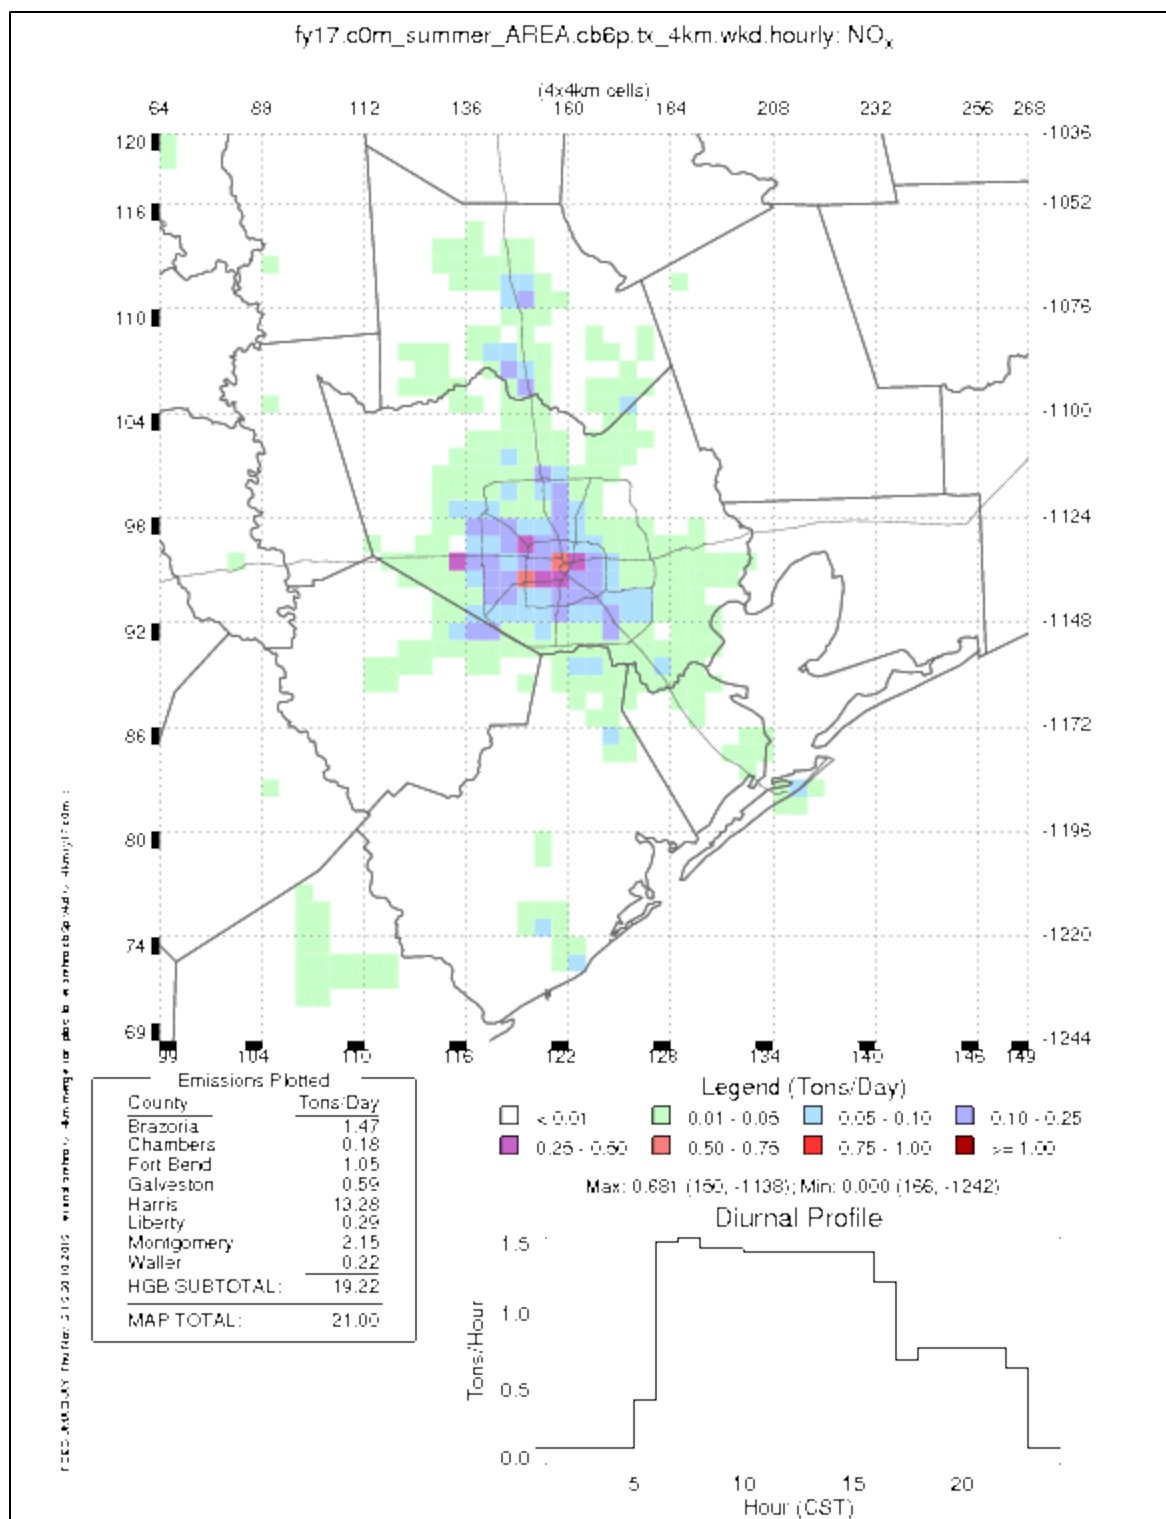 fy17.c0m_summer_AREA.cb6p.tx_4km.wkd.hourly: NOx
(4x4km cells)
64 88 112 136 160 184 208 232 256 268
120 -1036
116 -1052
110 -1076
104 -1100
98 -1124
92 -1148
86 -1172
80 -1196
74 -1220
69 -1244
99 104 110 116 122 128 134 140 146 149
Emissions Plotted
County Tons/Day
Brazoria 1.47
Chambers 0.18
Fort Bend 1.05
Galveston 0.59
Harris 13.28
Liberty 0.29
Montgomery 2.15
Waller 0.22
HGB SUBTOTAL: 19.22
MAP TOTAL: 21.00
Legend (Tons/Day)
< 0.01 0.01 - 0.05 0.05 - 0.10 0.10 - 0.25
0.25 - 0.50 0.50 - 0.75 0.75 - 1.00 >= 1.00
Max: 0.681 (150, -1138); Min: 0.000 (166, -1242)
Diurnal Profile
Tons/Hour
1.5
1.0
0.5
0.0
5 10 15 20
Hour (CST)